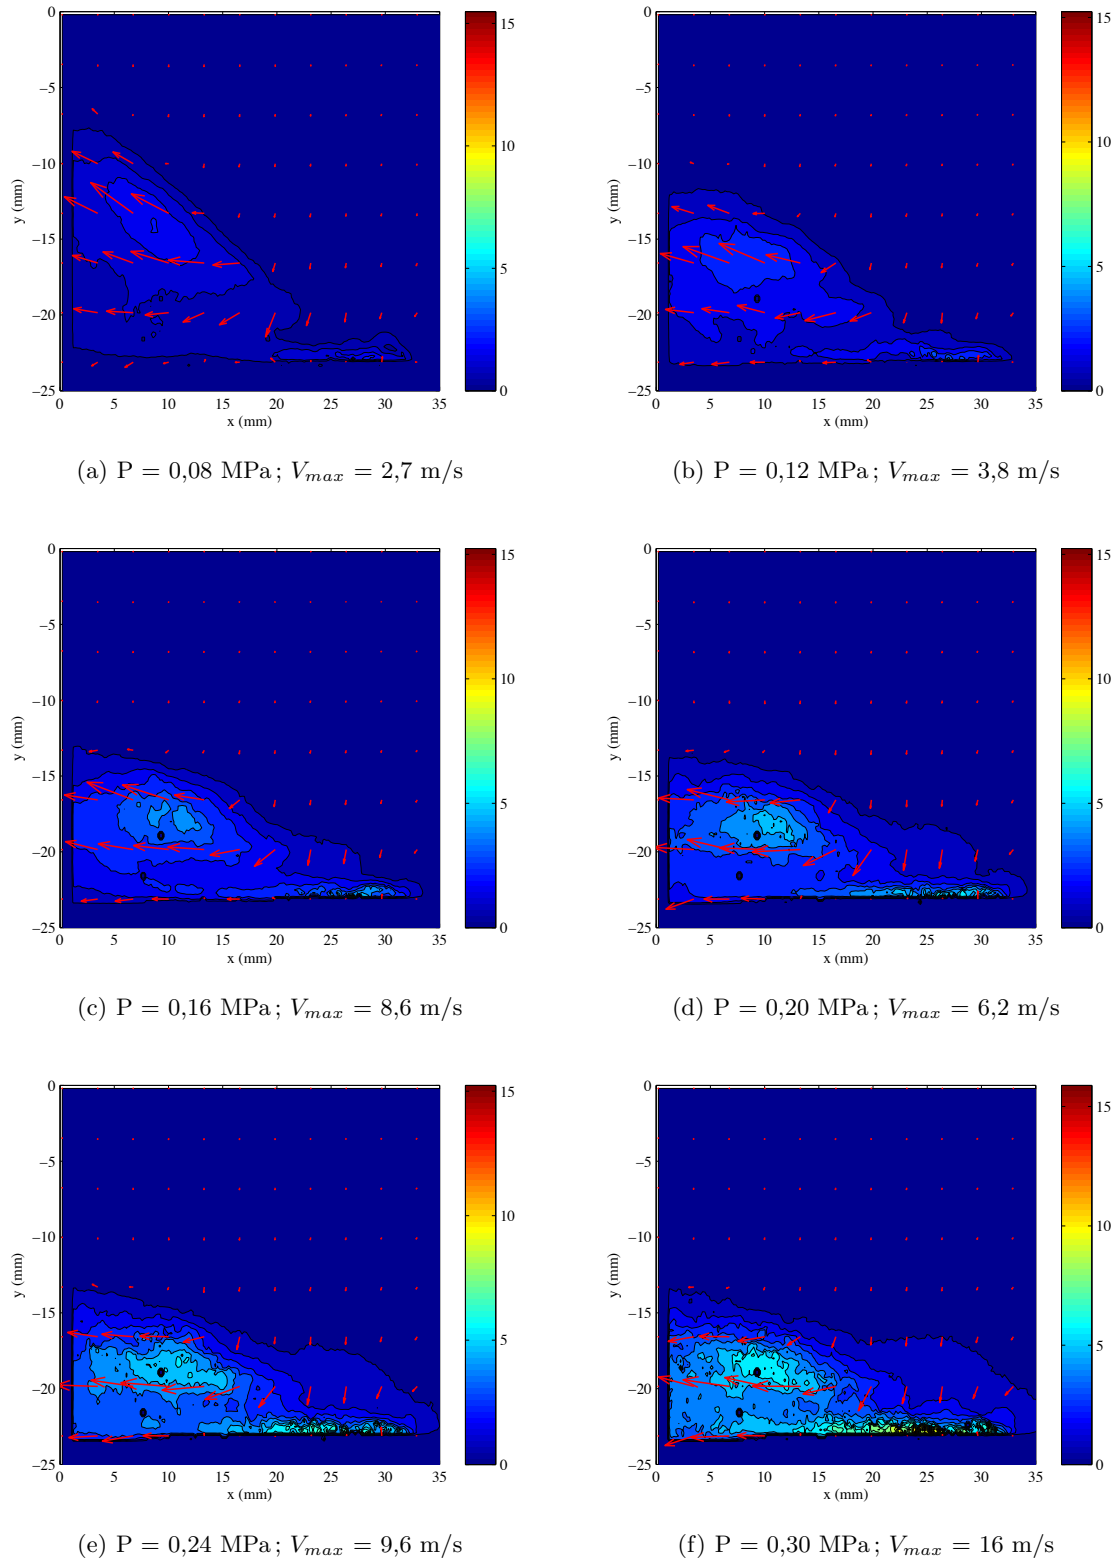 0
−5
−10
−15
−20
−25
y (mm)
0 5 10 15 20 25 30 35
x (mm)
15
10
5
0
(a) P = 0,08 MPa ; Vmax = 2,7 m/s
0
−5
−10
−15
−20
−25
y (mm)
0 5 10 15 20 25 30 35
x (mm)
15
10
5
0
(b) P = 0,12 MPa ; Vmax = 3,8 m/s
0
−5
−10
−15
−20
−25
y (mm)
0 5 10 15 20 25 30 35
x (mm)
15
10
5
0
(c) P = 0,16 MPa ; Vmax = 8,6 m/s
0
−5
−10
−15
−20
−25
y (mm)
0 5 10 15 20 25 30 35
x (mm)
15
10
5
0
(d) P = 0,20 MPa ; Vmax = 6,2 m/s
0
−5
−10
−15
−20
−25
y (mm)
0 5 10 15 20 25 30 35
x (mm)
15
10
5
0
(e) P = 0,24 MPa ; Vmax = 9,6 m/s
0
−5
−10
−15
−20
−25
y (mm)
0 5 10 15 20 25 30 35
x (mm)
15
10
5
0
(f) P = 0,30 MPa ; Vmax = 16 m/s